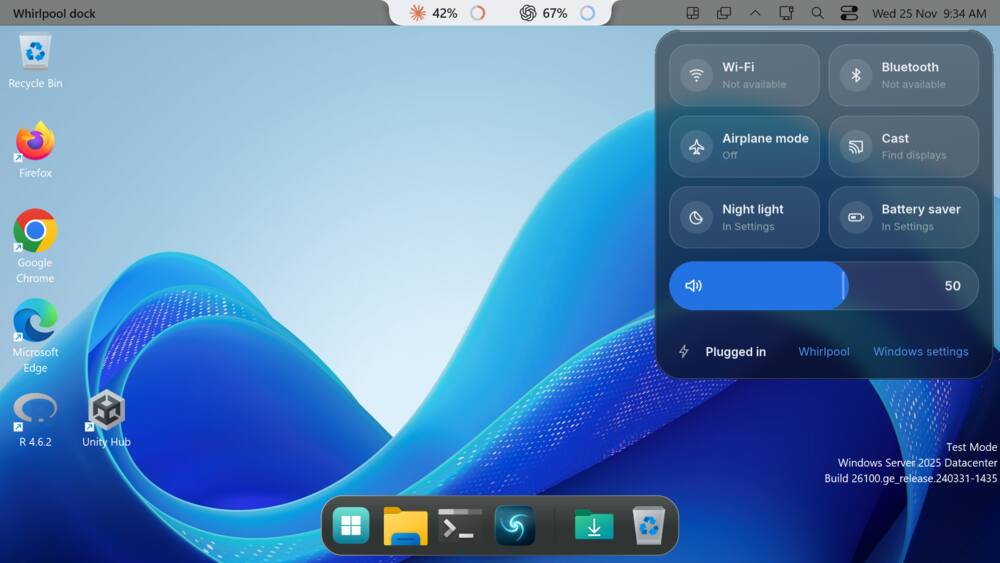 Whirlpool dock
42%
67%
Wed 25 Nov 9:34 AM
Recycle Bin
Firefox
Google
Chrome
Microsoft
Edge
R 4.6.2
Unity Hub
Wi-Fi
Not available
Bluetooth
Not available
Airplane mode
Off
Cast
Find displays
Night light
In Settings
Battery saver
In Settings
50
Plugged in
Whirlpool
Windows settings
Test Mode
Windows Server 2025 Datacenter
Build 26100.ge_release.240331-1435